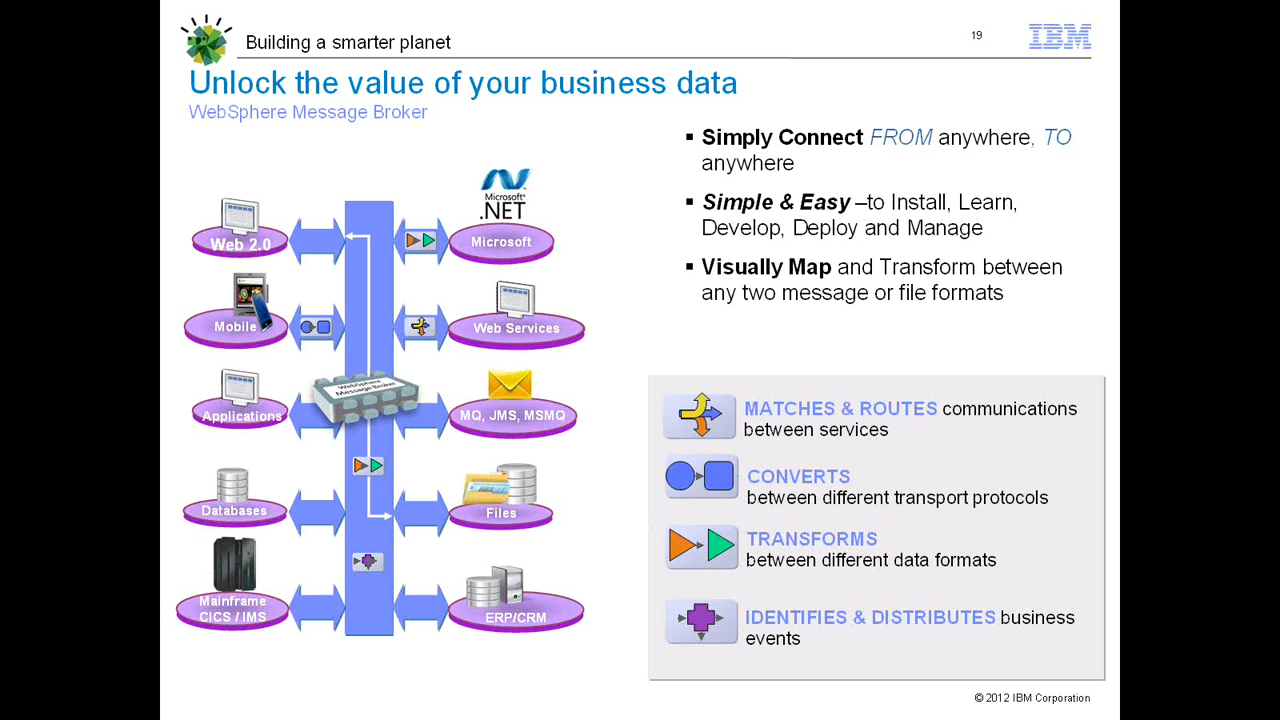 Building a smarter planet
19
IBM
Unlock the value of your business data
WebSphere Message Broker
▪ Simply Connect FROM anywhere, TO
anywhere
▪ Simple & Easy –to Install, Learn,
Develop, Deploy and Manage
▪ Visually Map and Transform between
any two message or file formats
Microsoft
.NET
Web 2.0
Microsoft
Mobile
Web Services
WebSphere
Message Broker
Applications
MQ, JMS, MSMQ
Databases
Files
Mainframe
CICS / IMS
ERP/CRM
MATCHES & ROUTES communications
between services
CONVERTS
between different transport protocols
TRANSFORMS
between different data formats
IDENTIFIES & DISTRIBUTES business
events
© 2012 IBM Corporation